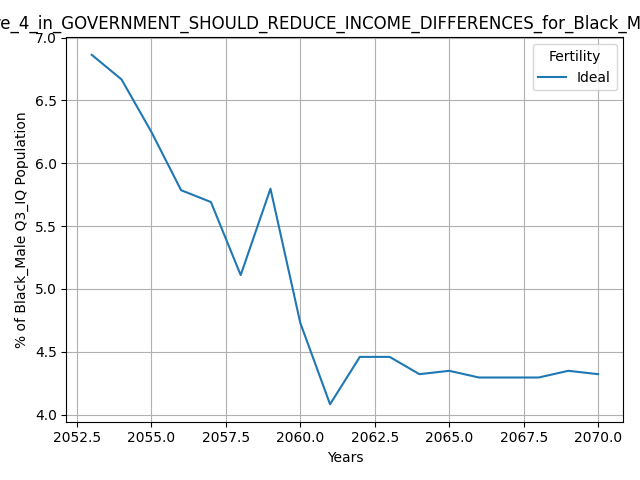 e_4_in_GOVERNMENT_SHOULD_REDUCE_INCOME_DIFFERENCES_for_Black_M
7.0
6.5
6.0
5.5
5.0
4.5
4.0
% of Black_Male Q3_IQ Population
Fertility
Ideal
2052.5 2055.0 2057.5 2060.0 2062.5 2065.0 2067.5 2070.0
Years